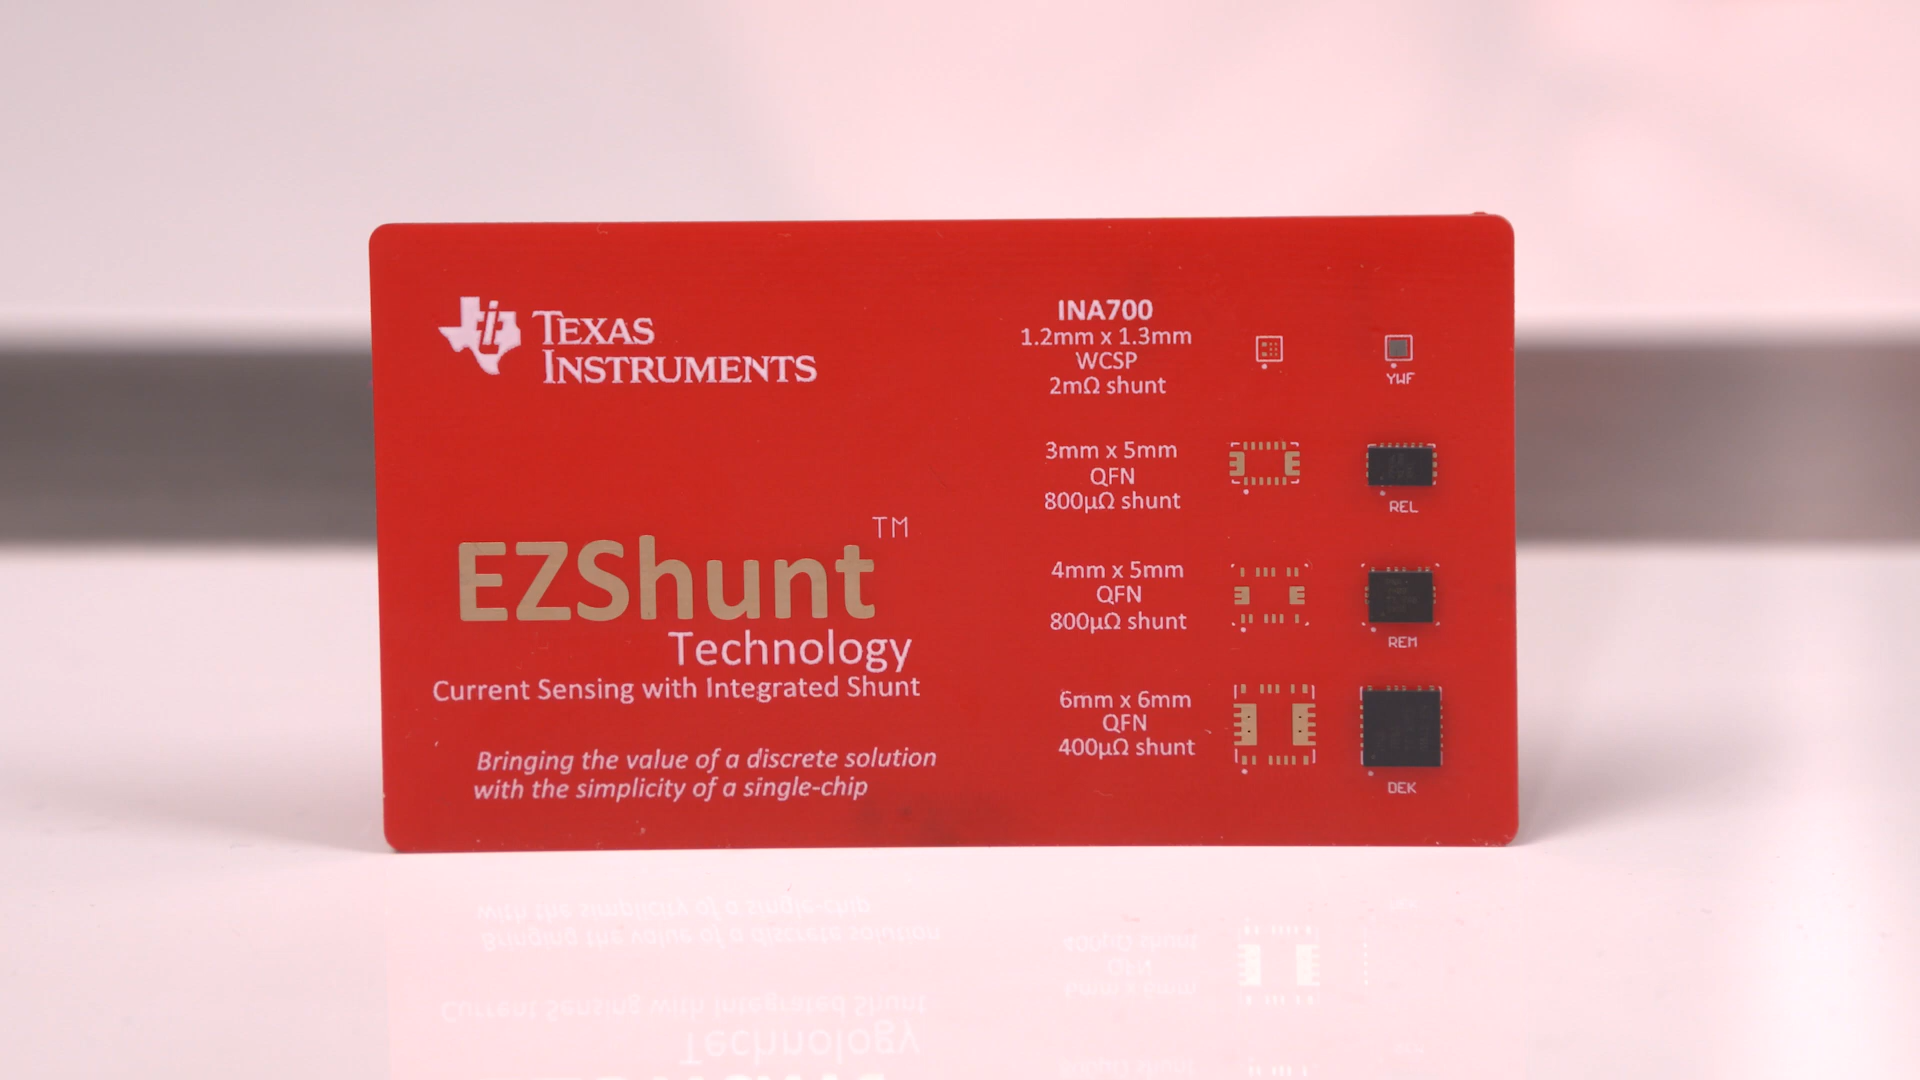 TEXAS
INSTRUMENTS
EZShunt™
Technology
Current Sensing with Integrated Shunt
Bringing the value of a discrete solution
with the simplicity of a single-chip
INA700
1.2mm x 1.3mm
WCSP
2mΩ shunt
YWF
3mm x 5mm
QFN
800µΩ shunt
REL
4mm x 5mm
QFN
800µΩ shunt
REM
6mm x 6mm
QFN
400µΩ shunt
DEK